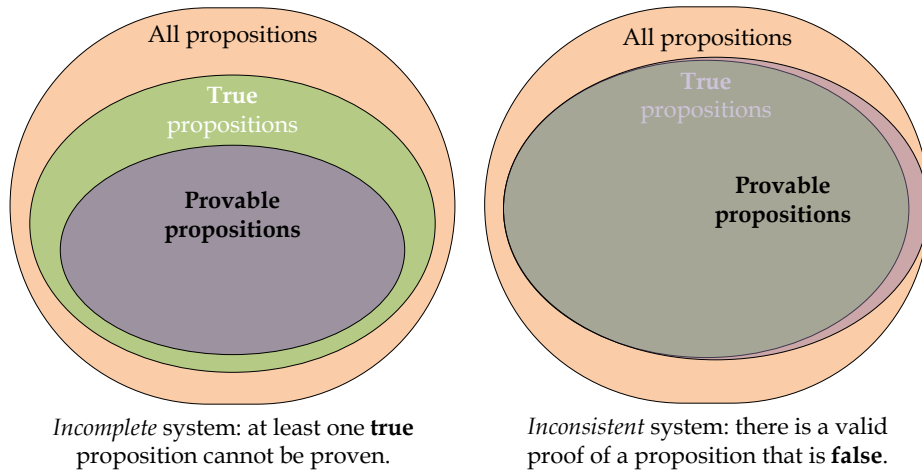 All propositions
True
propositions
Provable
propositions
Incomplete system: at least one true
proposition cannot be proven.
All propositions
True
propositions
Provable
propositions
Inconsistent system: there is a valid
proof of a proposition that is false.